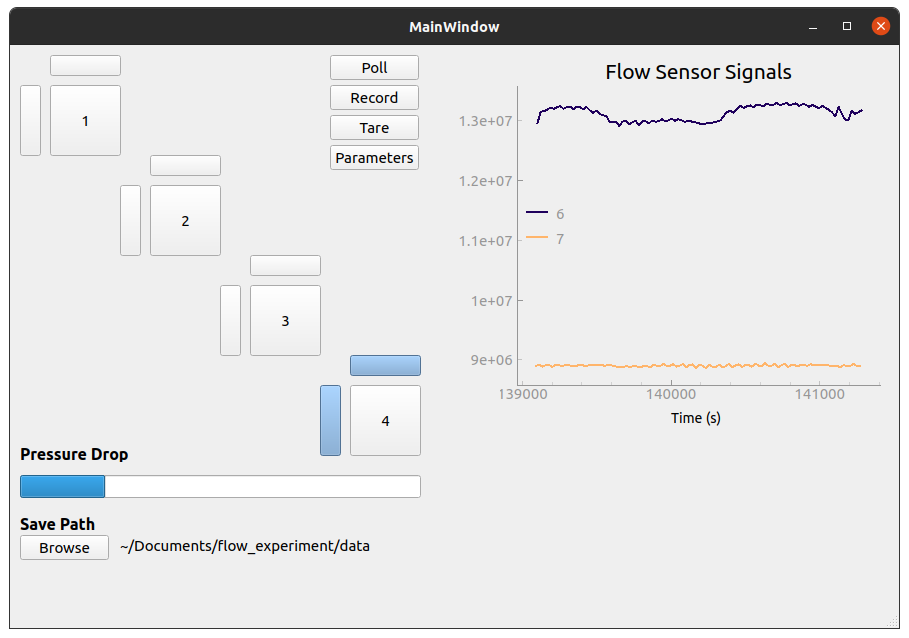 MainWindow
1
2
3
4
Poll
Record
Tare
Parameters
Pressure Drop
Save Path
Browse
~/Documents/flow_experiment/data
Flow Sensor Signals
1.3e+07
1.2e+07
1.1e+07
1e+07
9e+06
6
7
139000 140000 141000
Time (s)